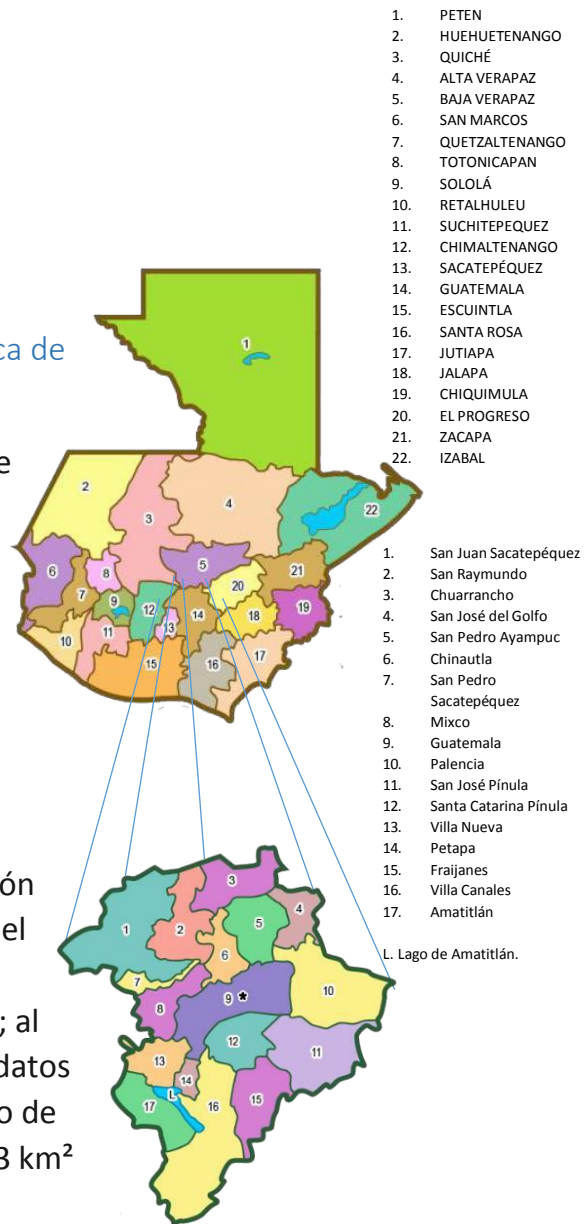 1. PETEN
2. HUEHUETENANGO
3. QUICHÉ
4. ALTA VERAPAZ
5. BAJA VERAPAZ
6. SAN MARCOS
7. QUETZALTENANGO
8. TOTONICAPAN
9. SOLOLÁ
10. RETALHULEU
11. SUCHITEPEQUEZ
12. CHIMALTENANGO
13. SACATEPÉQUEZ
14. GUATEMALA
15. ESCUINTLA
16. SANTA ROSA
17. JUTIAPA
18. JALAPA
19. CHIQUIMULA
20. EL PROGRESO
21. ZACAPA
22. IZABAL
ca de
e
1
2
3
4
22
5
6
8
7
9
12
20
21
13
14
18
19
10
11
15
16
17
1. San Juan Sacatepéquez
2. San Raymundo
3. Chuarrancho
4. San José del Golfo
5. San Pedro Ayampuc
6. Chinautla
7. San Pedro
Sacatepéquez
8. Mixco
9. Guatemala
10. Palencia
11. San José Pínula
12. Santa Catarina Pínula
13. Villa Nueva
14. Petapa
15. Fraijanes
16. Villa Canales
17. Amatitlán
L. Lago de Amatitlán.
ón
el
; al
datos
o de
3 km²
3
1
2
5
4
6
7
8
9 *
10
12
11
13
14
L
17
16
15